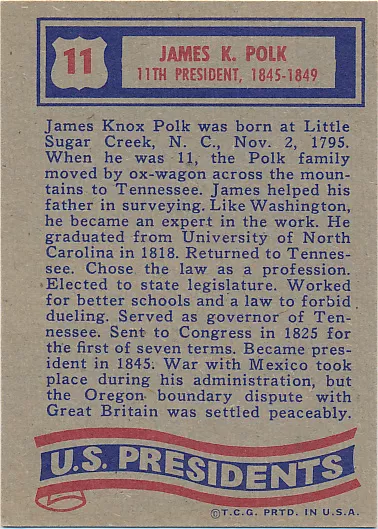 11
JAMES K. POLK
11TH PRESIDENT, 1845-1849
James Knox Polk was born at Little
Sugar Creek, N. C., Nov. 2, 1795.
When he was 11, the Polk family
moved by ox-wagon across the moun-
tains to Tennessee. James helped his
father in surveying. Like Washington,
he became an expert in the work. He
graduated from University of North
Carolina in 1818. Returned to Tennes-
see. Chose the law as a profession.
Elected to state legislature. Worked
for better schools and a law to forbid
dueling. Served as governor of Ten-
nessee. Sent to Congress in 1825 for
the first of seven terms. Became pres-
ident in 1845. War with Mexico took
place during his administration, but
the Oregon boundary dispute with
Great Britain was settled peaceably.
U.S. PRESIDENTS
©T.C.G. PRTD. IN U.S.A.